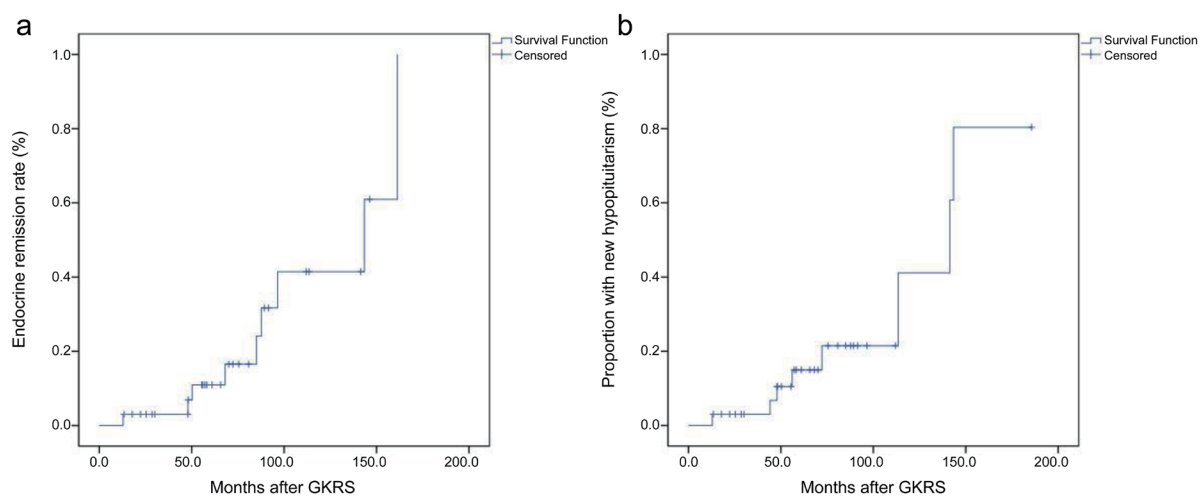 a
Survival Function
Censored
Endocrine remission rate (%)
1.0
0.8
0.6
0.4
0.2
0.0
0.0 50.0 100.0 150.0 200.0
Months after GKRS
b
Survival Function
Censored
Proportion with new hypopituitarism (%)
1.0
0.8
0.6
0.4
0.2
0.0
0.0 50.0 100.0 150.0 200.0
Months after GKRS